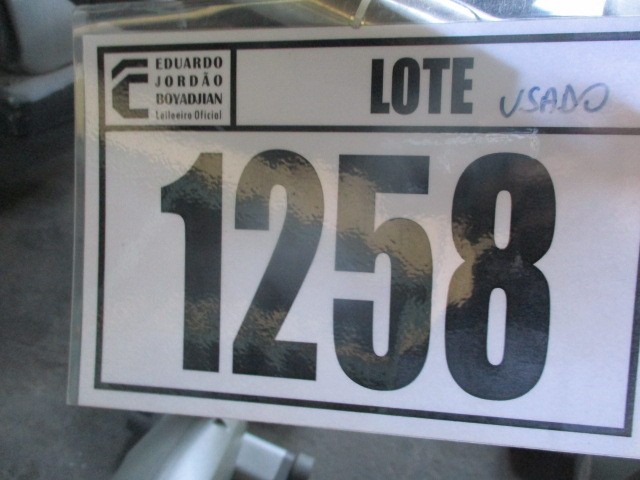 EDUARDO
JORDÃO
BOYADJIAN
Leiloeiro Oficial
LOTE USADO
1258